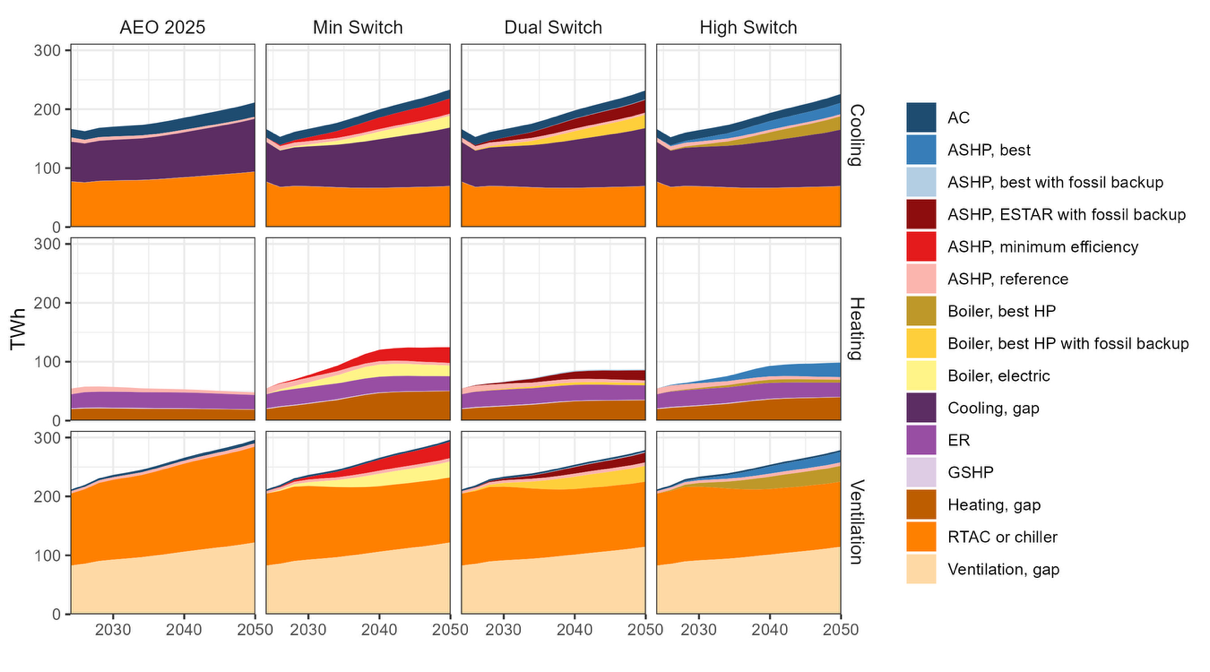 AEO 2025 Min Switch Dual Switch High Switch
300
200
100
0
Cooling
300
200
100
0
Heating
TWh
300
200
100
0
Ventilation
2030 2040 2050 2030 2040 2050 2030 2040 2050 2030 2040 2050
AC
ASHP, best
ASHP, best with fossil backup
ASHP, ESTAR with fossil backup
ASHP, minimum efficiency
ASHP, reference
Boiler, best HP
Boiler, best HP with fossil backup
Boiler, electric
Cooling, gap
ER
GSHP
Heating, gap
RTAC or chiller
Ventilation, gap